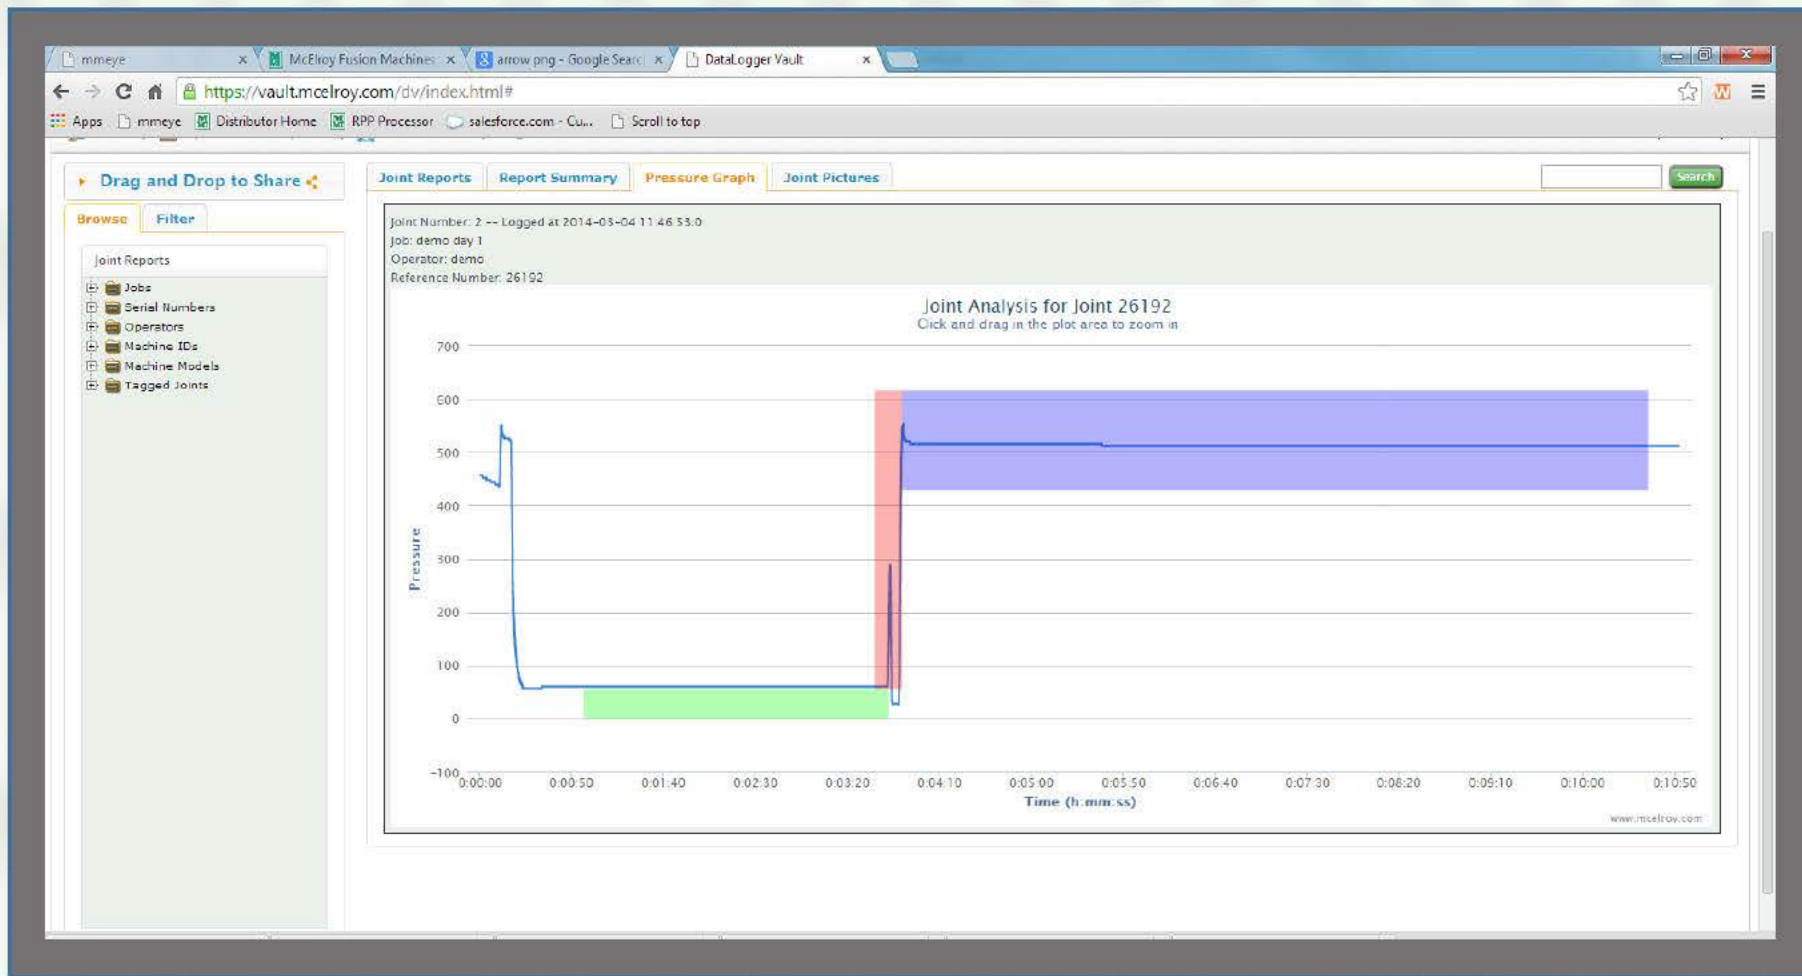 mmeye
McElroy Fusion Machines
arrow png - Google Searc
DataLogger Vault
https://vault.mcelroy.com/dv/index.html#
Apps mmeye Distributor Home RPP Processor salesforce.com - Cu... Scroll to top
Drag and Drop to Share
Joint Reports Report Summary Pressure Graph Joint Pictures Search
Browse Filter
Joint Reports
Jobs
Serial Numbers
Operators
Machine IDs
Machine Models
Tagged Joints
Joint Number: 2 -- Logged at 2014-03-04 11:46:53.0
Job: demo day 1
Operator: demo
Reference Number: 26192
Joint Analysis for Joint 26192
Click and drag in the plot area to zoom in
700
600
500
400
300
200
100
0
-100
Pressure
0:00:00 0:00:50 0:01:40 0:02:30 0:03:20 0:04:10 0:05:00 0:05:50 0:06:40 0:07:30 0:08:20 0:09:10 0:10:00 0:10:50
Time (h:mm:ss)
www.mcelroy.com